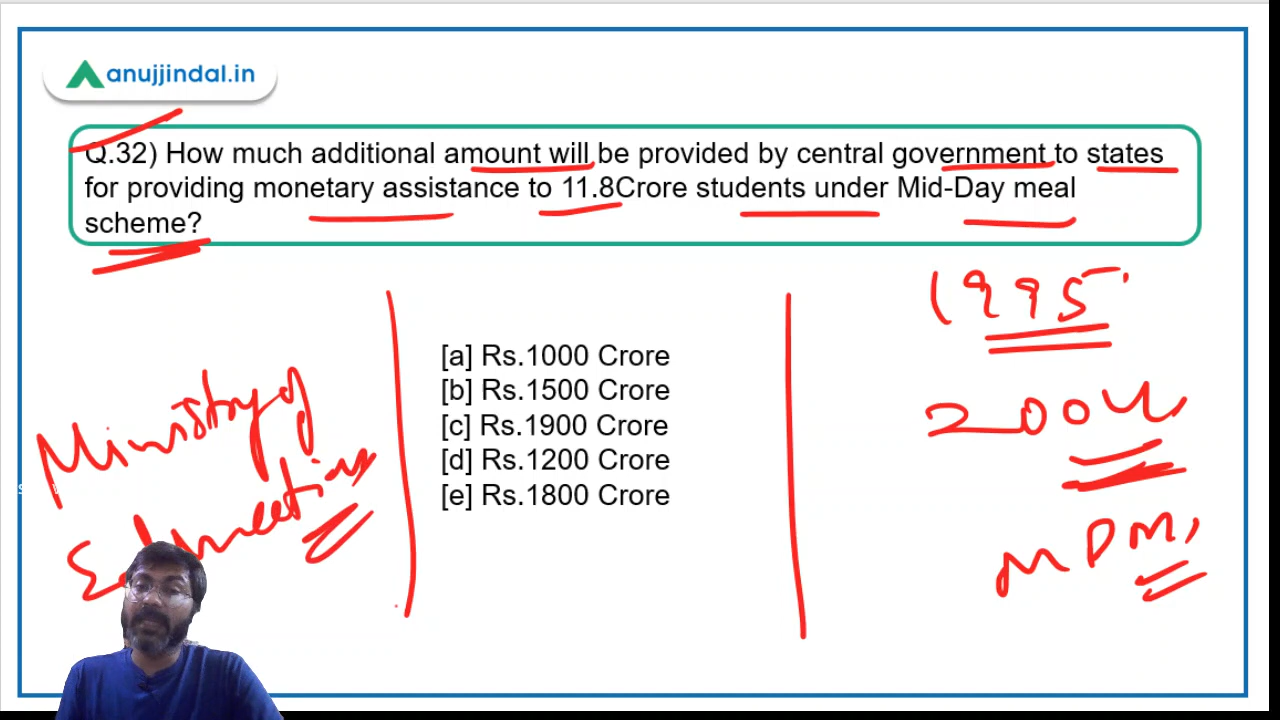 anujjindal.in
Q.32) How much additional amount will be provided by central government to states
for providing monetary assistance to 11.8Crore students under Mid-Day meal
scheme?
1995
[a] Rs.1000 Crore
[b] Rs.1500 Crore
[c] Rs.1900 Crore
[d] Rs.1200 Crore
[e] Rs.1800 Crore
2004
MDM
Ministry of